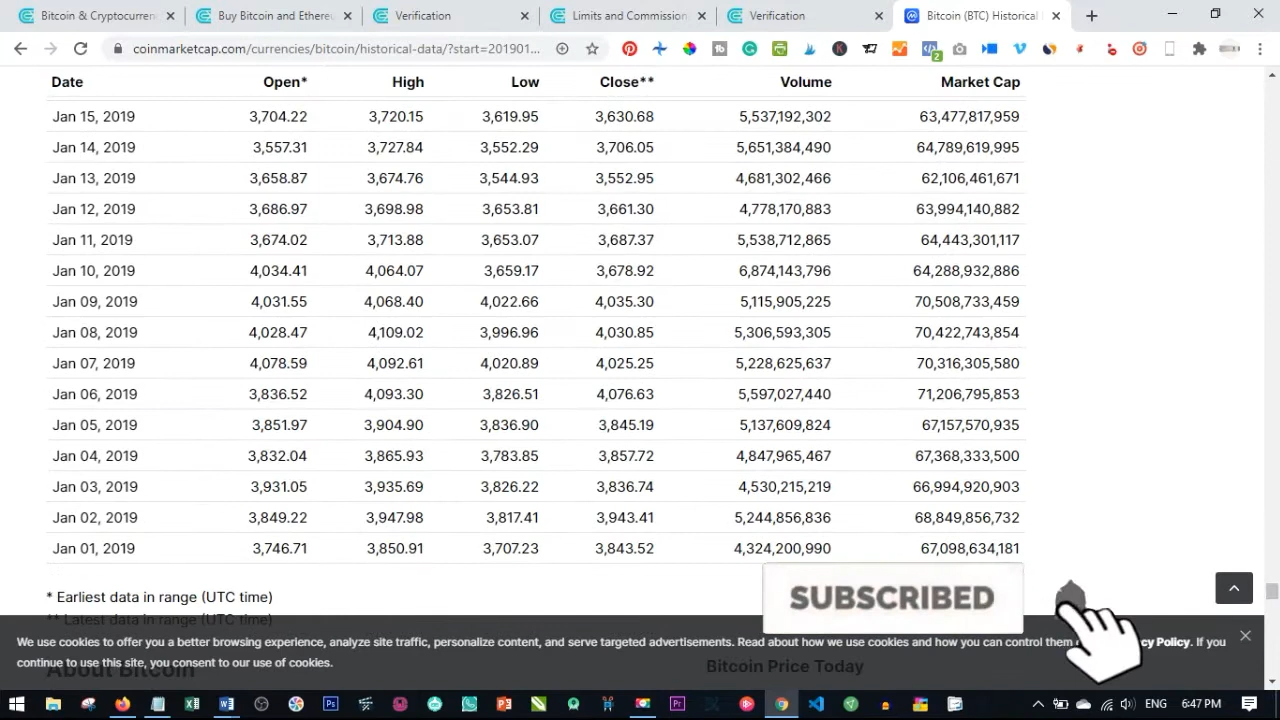 Bitcoin & Cryptocurren
Buy Bitcoin and Ethereu
Verification
Limits and Commission
Verification
Bitcoin (BTC) Historical
coinmarketcap.com/currencies/bitcoin/historical-data/?start=201901...
2
Date Open* High Low Close** Volume Market Cap
Jan 15, 2019 3,704.22 3,720.15 3,619.95 3,630.68 5,537,192,302 63,477,817,959
Jan 14, 2019 3,557.31 3,727.84 3,552.29 3,706.05 5,651,384,490 64,789,619,995
Jan 13, 2019 3,658.87 3,674.76 3,544.93 3,552.95 4,681,302,466 62,106,461,671
Jan 12, 2019 3,686.97 3,698.98 3,653.81 3,661.30 4,778,170,883 63,994,140,882
Jan 11, 2019 3,674.02 3,713.88 3,653.07 3,687.37 5,538,712,865 64,443,301,117
Jan 10, 2019 4,034.41 4,064.07 3,659.17 3,678.92 6,874,143,796 64,288,932,886
Jan 09, 2019 4,031.55 4,068.40 4,022.66 4,035.30 5,115,905,225 70,508,733,459
Jan 08, 2019 4,028.47 4,109.02 3,996.96 4,030.85 5,306,593,305 70,422,743,854
Jan 07, 2019 4,078.59 4,092.61 4,020.89 4,025.25 5,228,625,637 70,316,305,580
Jan 06, 2019 3,836.52 4,093.30 3,826.51 4,076.63 5,597,027,440 71,206,795,853
Jan 05, 2019 3,851.97 3,904.90 3,836.90 3,845.19 5,137,609,824 67,157,570,935
Jan 04, 2019 3,832.04 3,865.93 3,783.85 3,857.72 4,847,965,467 67,368,333,500
Jan 03, 2019 3,931.05 3,935.69 3,826.22 3,836.74 4,530,215,219 66,994,920,903
Jan 02, 2019 3,849.22 3,947.98 3,817.41 3,943.41 5,244,856,836 68,849,856,732
Jan 01, 2019 3,746.71 3,850.91 3,707.23 3,843.52 4,324,200,990 67,098,634,181
* Earliest data in range (UTC time)
SUBSCRIBED
** Latest data in range (UTC time)
We use cookies to offer you a better browsing experience, analyze site traffic, personalize content, and serve targeted advertisements. Read about how we use cookies and how you can control them cy Policy. If you
continue to use this site, you consent to our use of cookies.
About Bitcoin
Bitcoin Price Today
ENG 6:47 PM